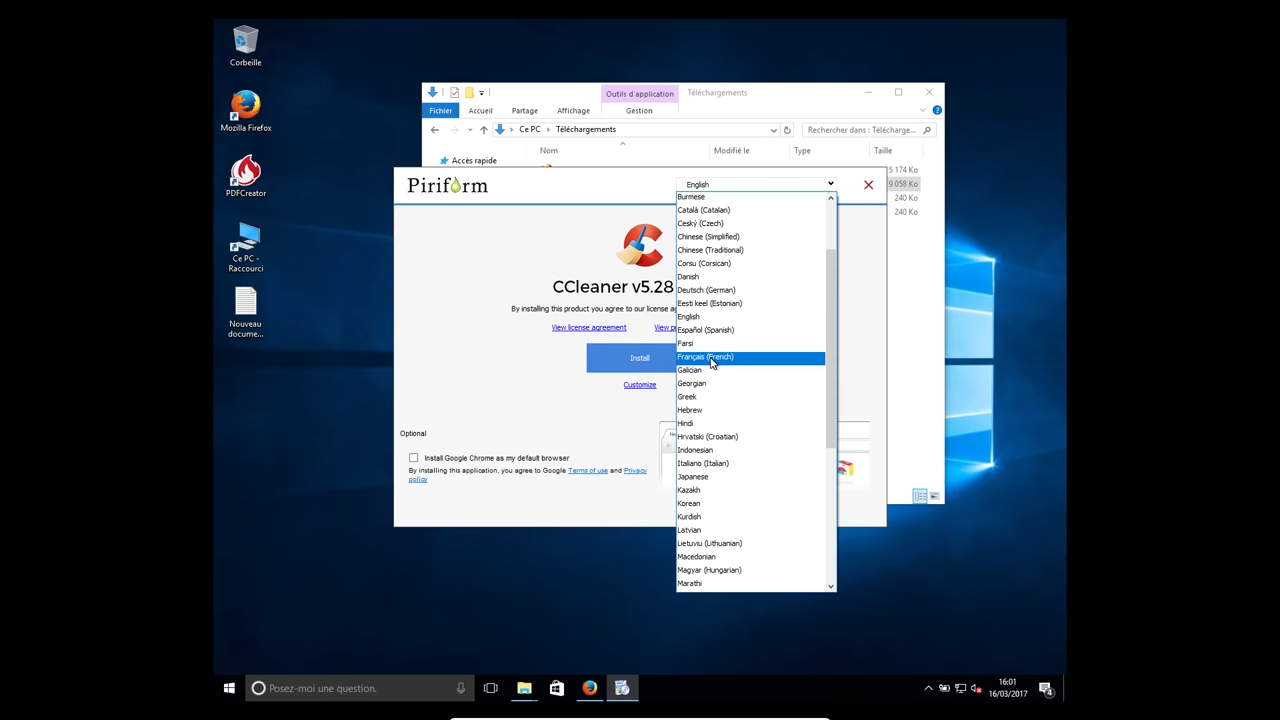 Corbeille
Mozilla Firefox
PDFCreator
Ce PC -
Raccourci
Nouveau
docume...
Outils d'application
Téléchargements
Fichier
Accueil
Partage
Affichage
Gestion
Ce PC
Téléchargements
Rechercher dans : Télécharge...
Nom
Modifié le
Type
Taille
Accès rapide
5 174 Ko
9 058 Ko
240 Ko
240 Ko
Piriform
English
CCleaner v5.28
By installing this product you agree to our license
View license agreement
Install
Customize
Optional
Install Google Chrome as my default browser
By installing this application, you agree to Google Terms of use and Privacy
policy
Burmese
Català (Catalan)
Ceský (Czech)
Chinese (Simplified)
Chinese (Traditional)
Corsu (Corsican)
Danish
Deutsch (German)
Eesti keel (Estonian)
English
Español (Spanish)
Farsi
Français (French)
Galician
Georgian
Greek
Hebrew
Hindi
Hrvatski (Croatian)
Indonesian
Italiano (Italian)
Japanese
Kazakh
Korean
Kurdish
Latvian
Lietuviu (Lithuanian)
Macedonian
Magyar (Hungarian)
Marathi
Posez-moi une question.
16:01
16/03/2017
4